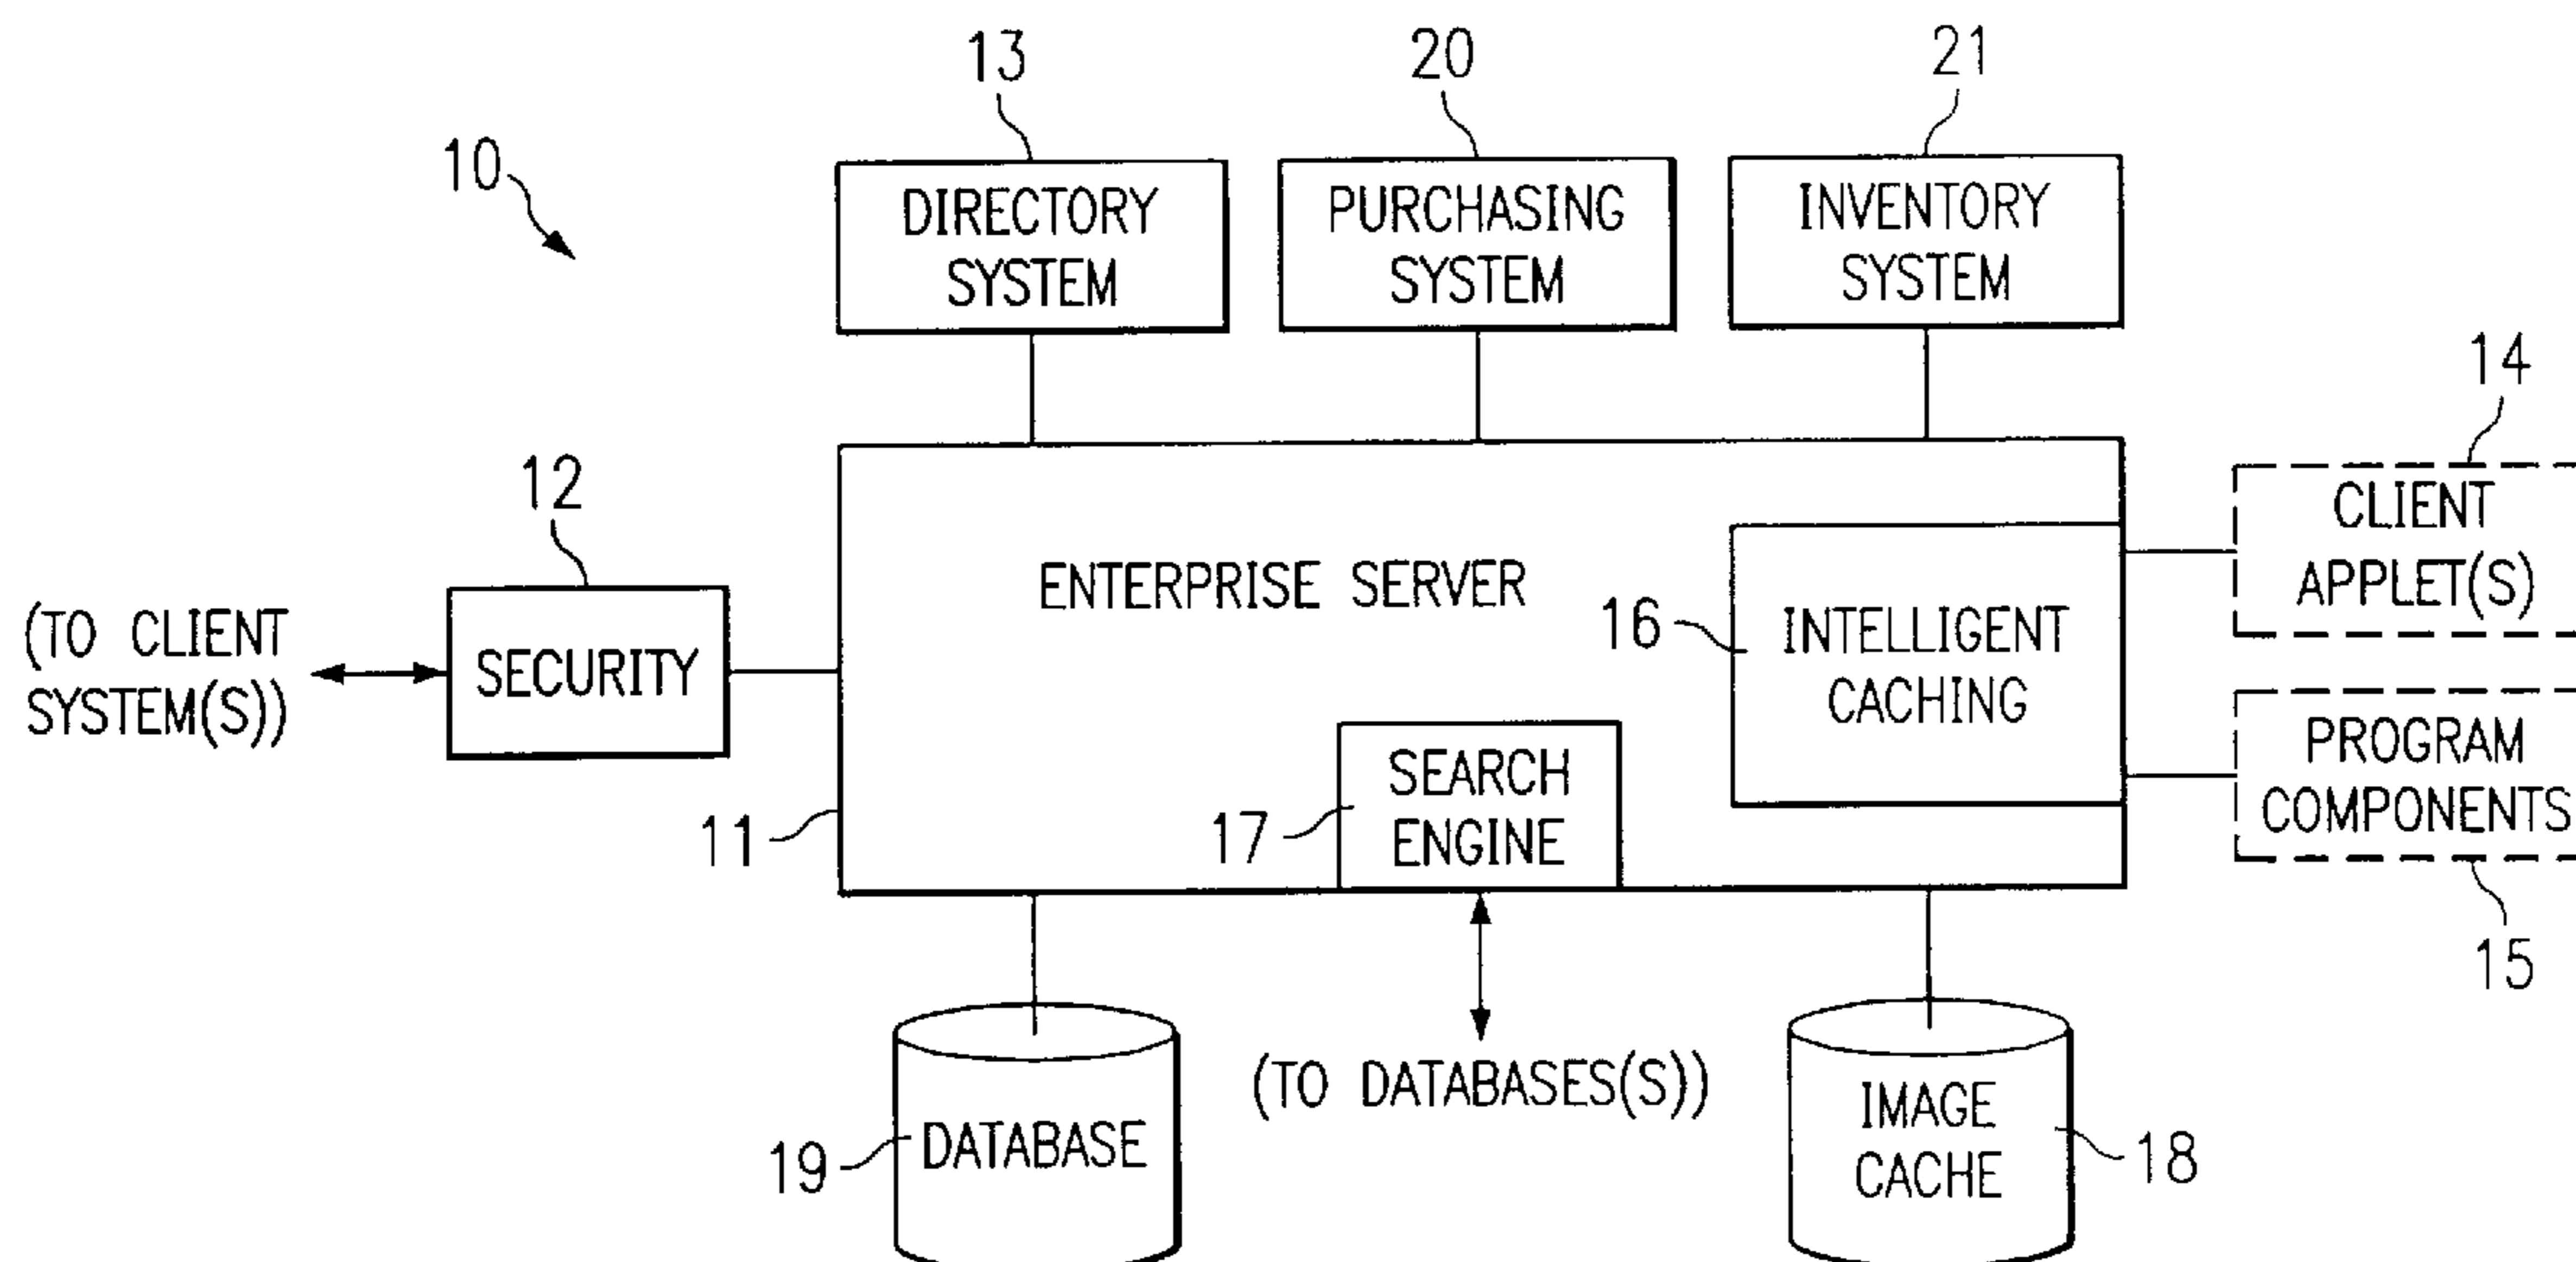 13
20
21
10
DIRECTORY
SYSTEM
PURCHASING
SYSTEM
INVENTORY
SYSTEM
14
CLIENT
APPLET(S)
12
(TO CLIENT
SYSTEM(S))
SECURITY
ENTERPRISE SERVER
16
INTELLIGENT
CACHING
PROGRAM
COMPONENTS
15
11
17
SEARCH
ENGINE
(TO DATABASES(S))
19
DATABASE
IMAGE
CACHE
18